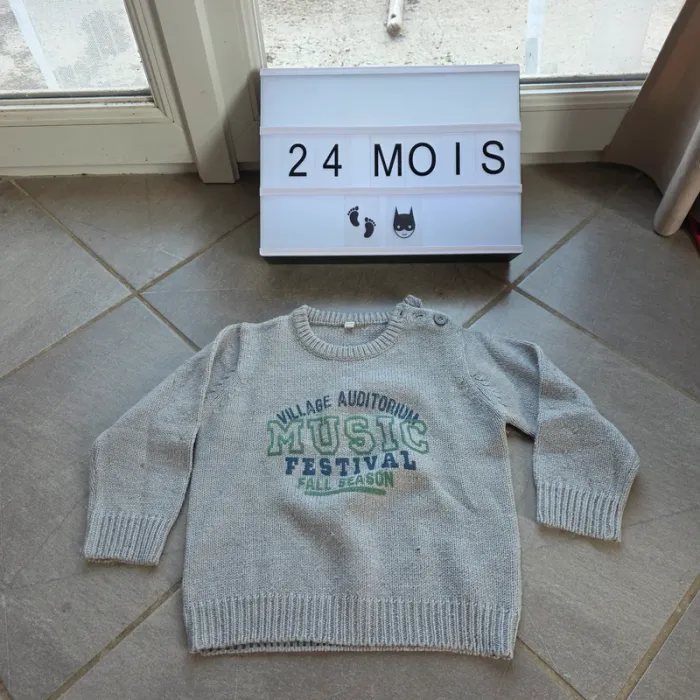 24 MOIS
VILLAGE AUDITORIUM
MUSIC
FESTIVAL
FALL SEASON